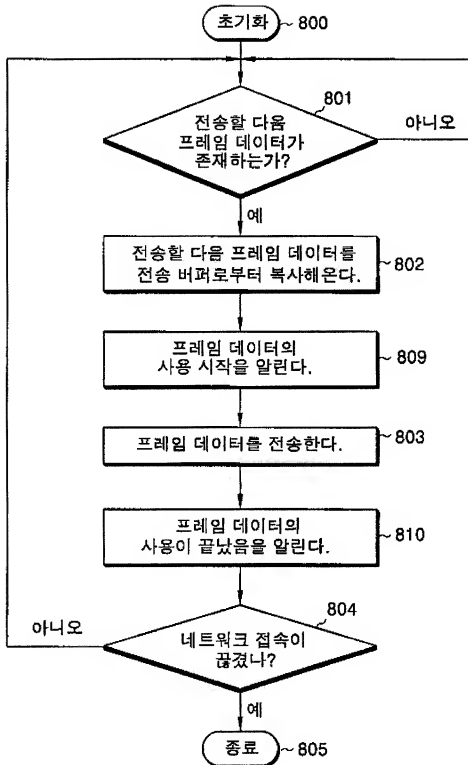 초기화
800
801
전송할 다음
프레임 데이터가
존재하는가?
아니오
예
전송할 다음 프레임 데이터를
전송 버퍼로부터 복사해온다.
802
프레임 데이터의
사용 시작을 알린다.
809
프레임 데이터를 전송한다.
803
프레임 데이터의
사용이 끝났음을 알린다.
810
804
아니오
네트워크 접속이
끊겼나?
예
종료
805